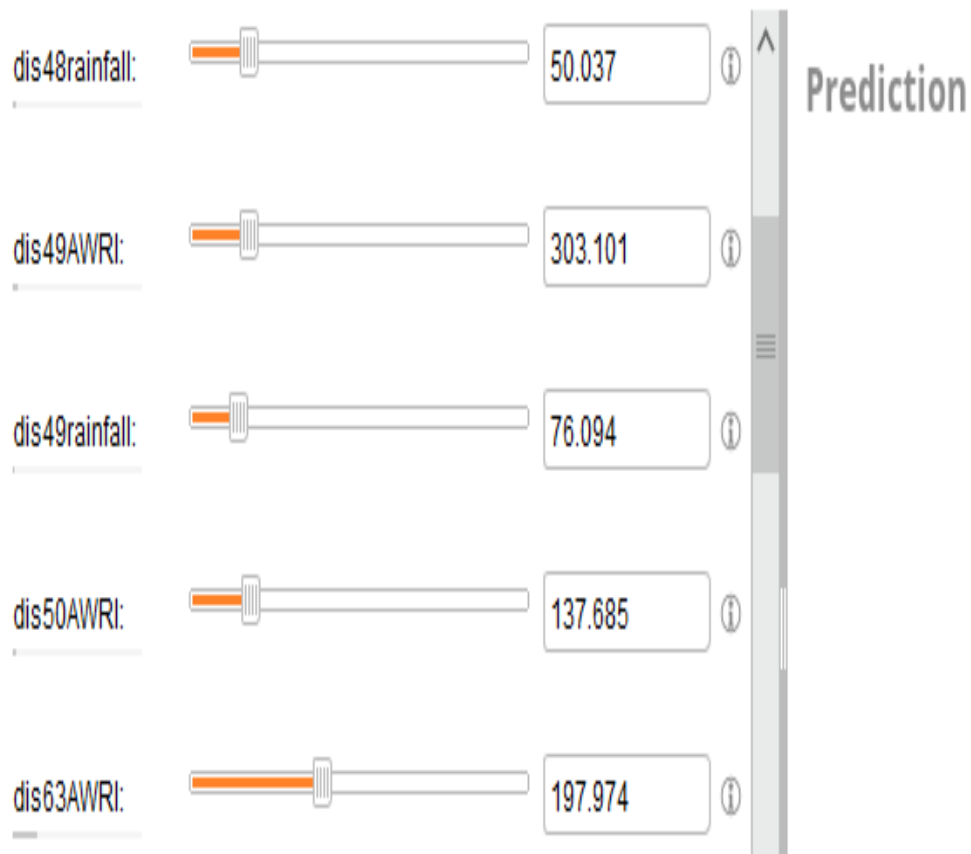 dis48rainfall: 50.037
Prediction
dis49AWRI: 303.101
dis49rainfall: 76.094
dis50AWRI: 137.685
dis63AWRI: 197.974